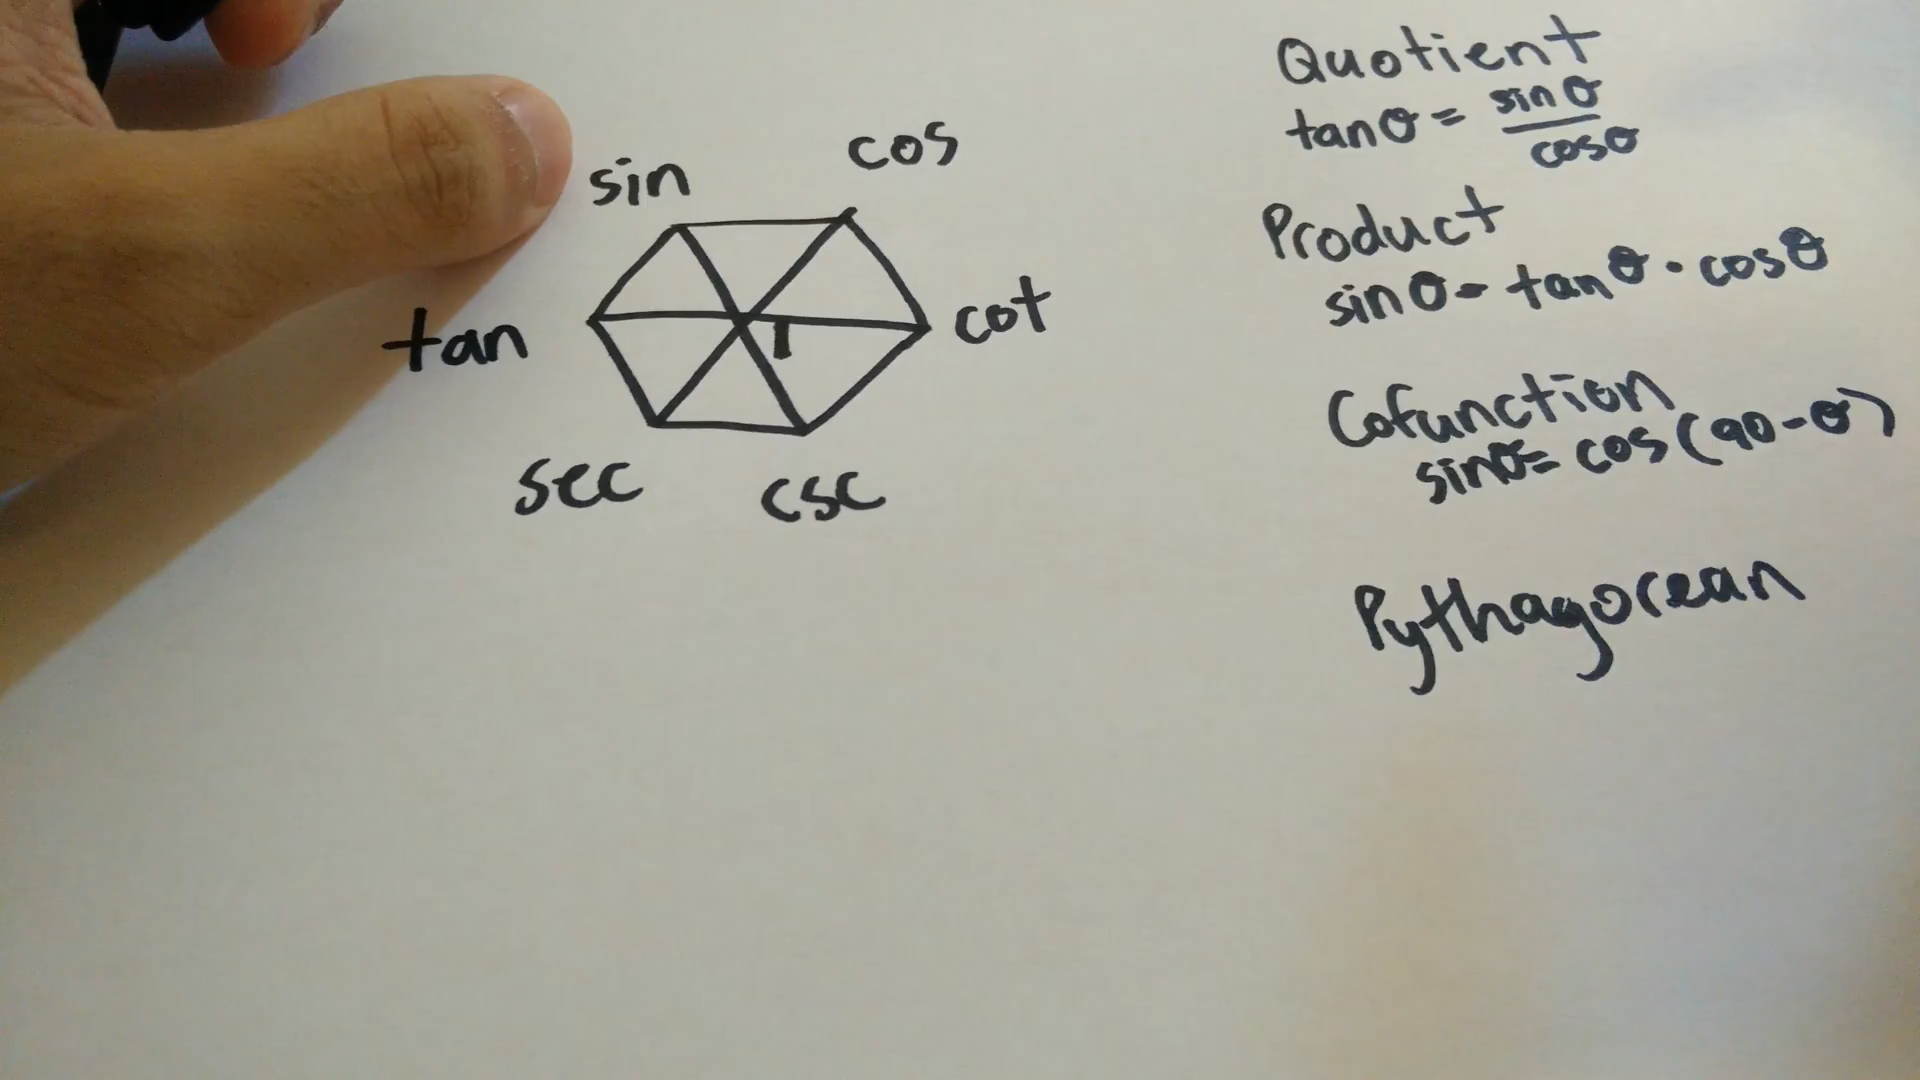 sin
cos
tan
1
cot
sec
csc
Quotient
tanθ = sinθ
cosθ
Product
sinθ = tanθ · cosθ
Cofunction
sinθ = cos(90-θ)
Pythagorean